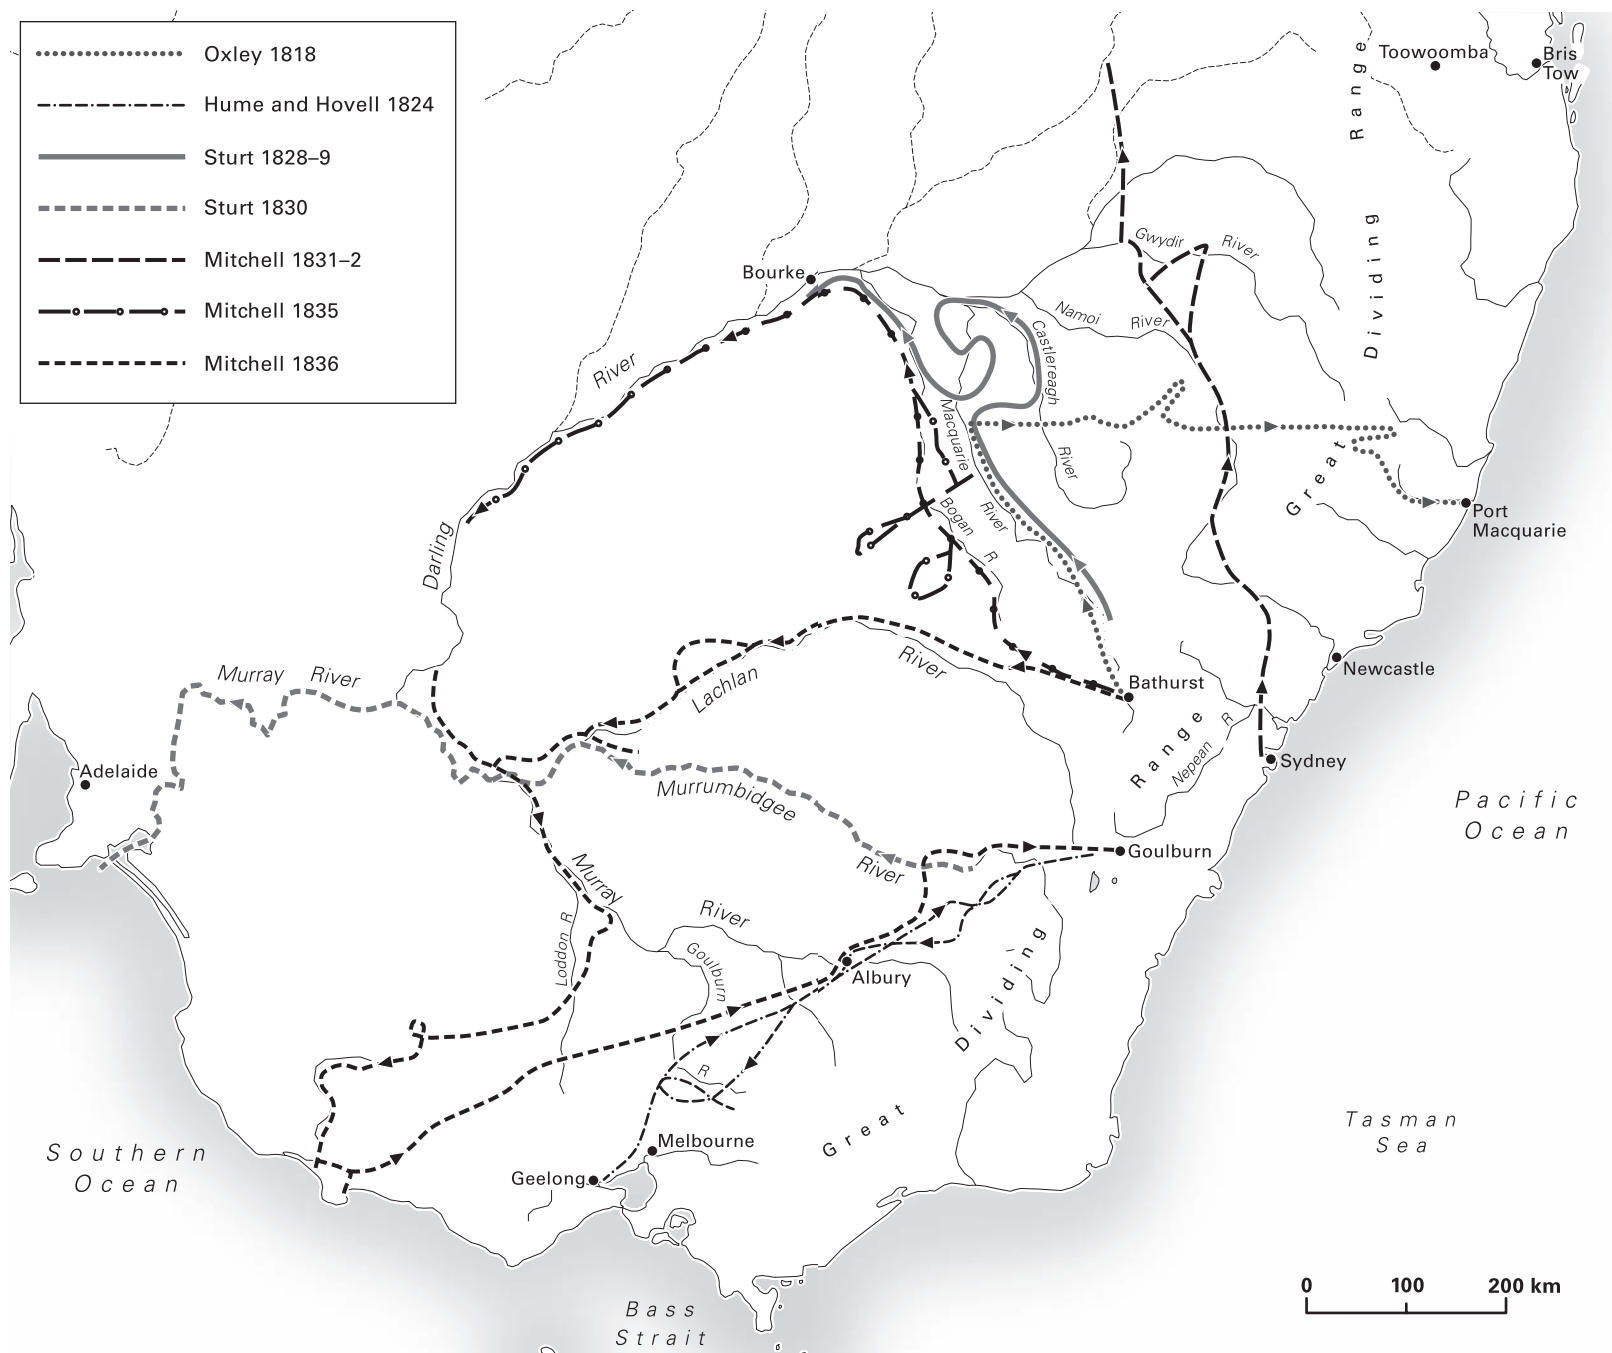 Oxley 1818
Hume and Hovell 1824
Sturt 1828–9
Sturt 1830
Mitchell 1831–2
Mitchell 1835
Mitchell 1836
Toowoomba
Bris
Tow
Range
Dividing
Great
Gwydir River
Bourke
Namoi River
Castlereagh
River
River
Darling
Macquarie
River
Bogan
R
Port
Macquarie
Newcastle
Murray River
Lachlan
River
Bathurst
Range
Nepean R
Sydney
Adelaide
Murrumbidgee
River
Goulburn
Pacific
Ocean
Murray
River
Loddon R
Goulburn
R
Albury
Dividing
Great
Melbourne
Geelong
Southern
Ocean
Tasman
Sea
Bass
Strait
0 100 200 km